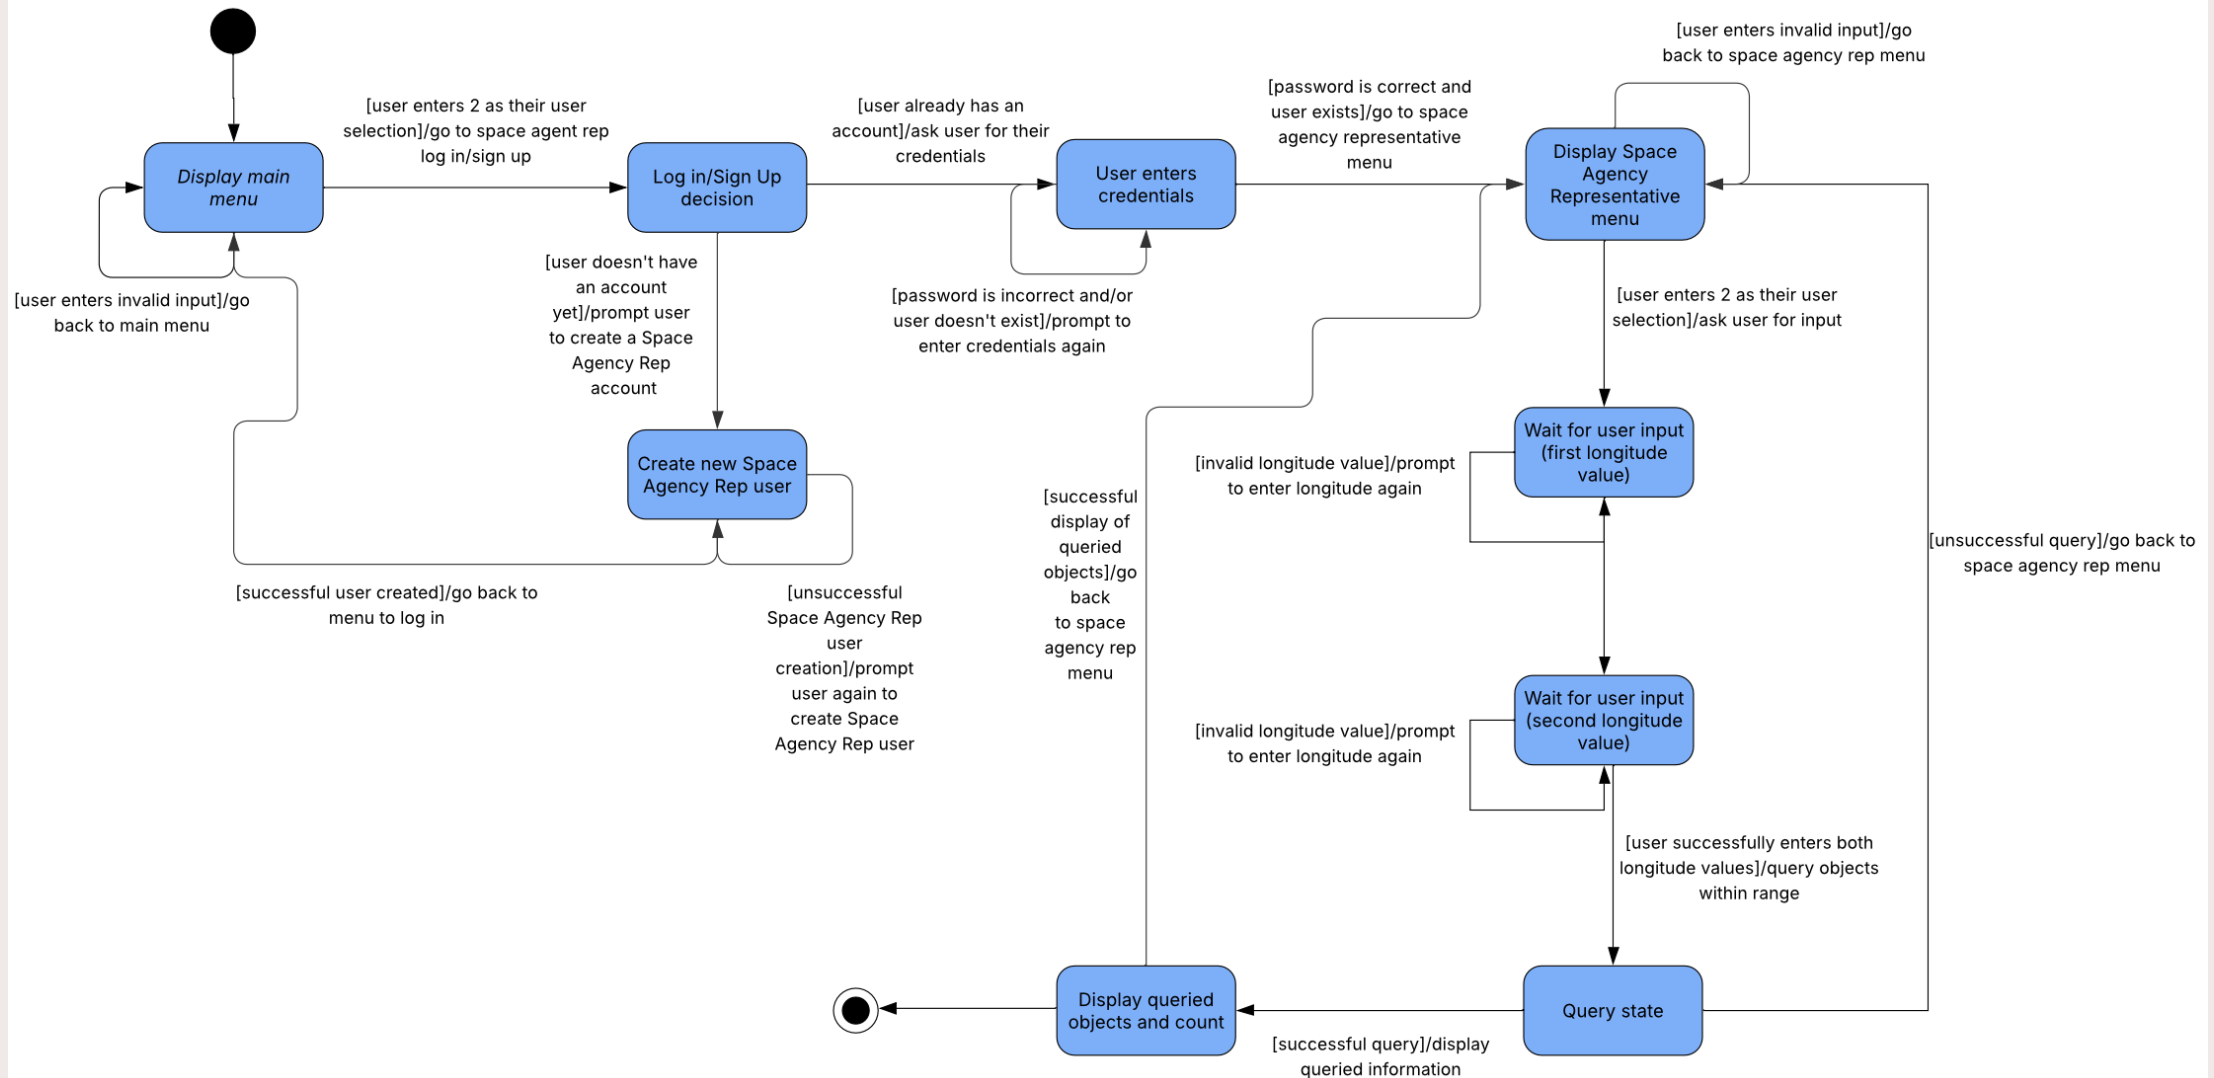 [user enters invalid input]/go
back to space agency rep menu
[password is correct and
user exists]/go to space
agency representative
menu
[user enters 2 as their user
selection]/go to space agent rep
log in/sign up
[user already has an
account]/ask user for their
credentials
Display main
menu
Log in/Sign Up
decision
User enters
credentials
Display Space
Agency
Representative
menu
[user enters invalid input]/go
back to main menu
[user doesn't have
an account
yet]/prompt user
to create a Space
Agency Rep
account
[password is incorrect and/or
user doesn't exist]/prompt to
enter credentials again
[user enters 2 as their user
selection]/ask user for input
Create new Space
Agency Rep user
[invalid longitude value]/prompt
to enter longitude again
Wait for user input
(first longitude
value)
[successful
display of
queried
objects]/go
back
to space
agency rep
menu
[unsuccessful query]/go back to
space agency rep menu
[successful user created]/go back to
menu to log in
[unsuccessful
Space Agency Rep
user
creation]/prompt
user again to
create Space
Agency Rep user
[invalid longitude value]/prompt
to enter longitude again
Wait for user input
(second longitude
value)
[user successfully enters both
longitude values]/query objects
within range
Display queried
objects and count
Query state
[successful query]/display
queried information